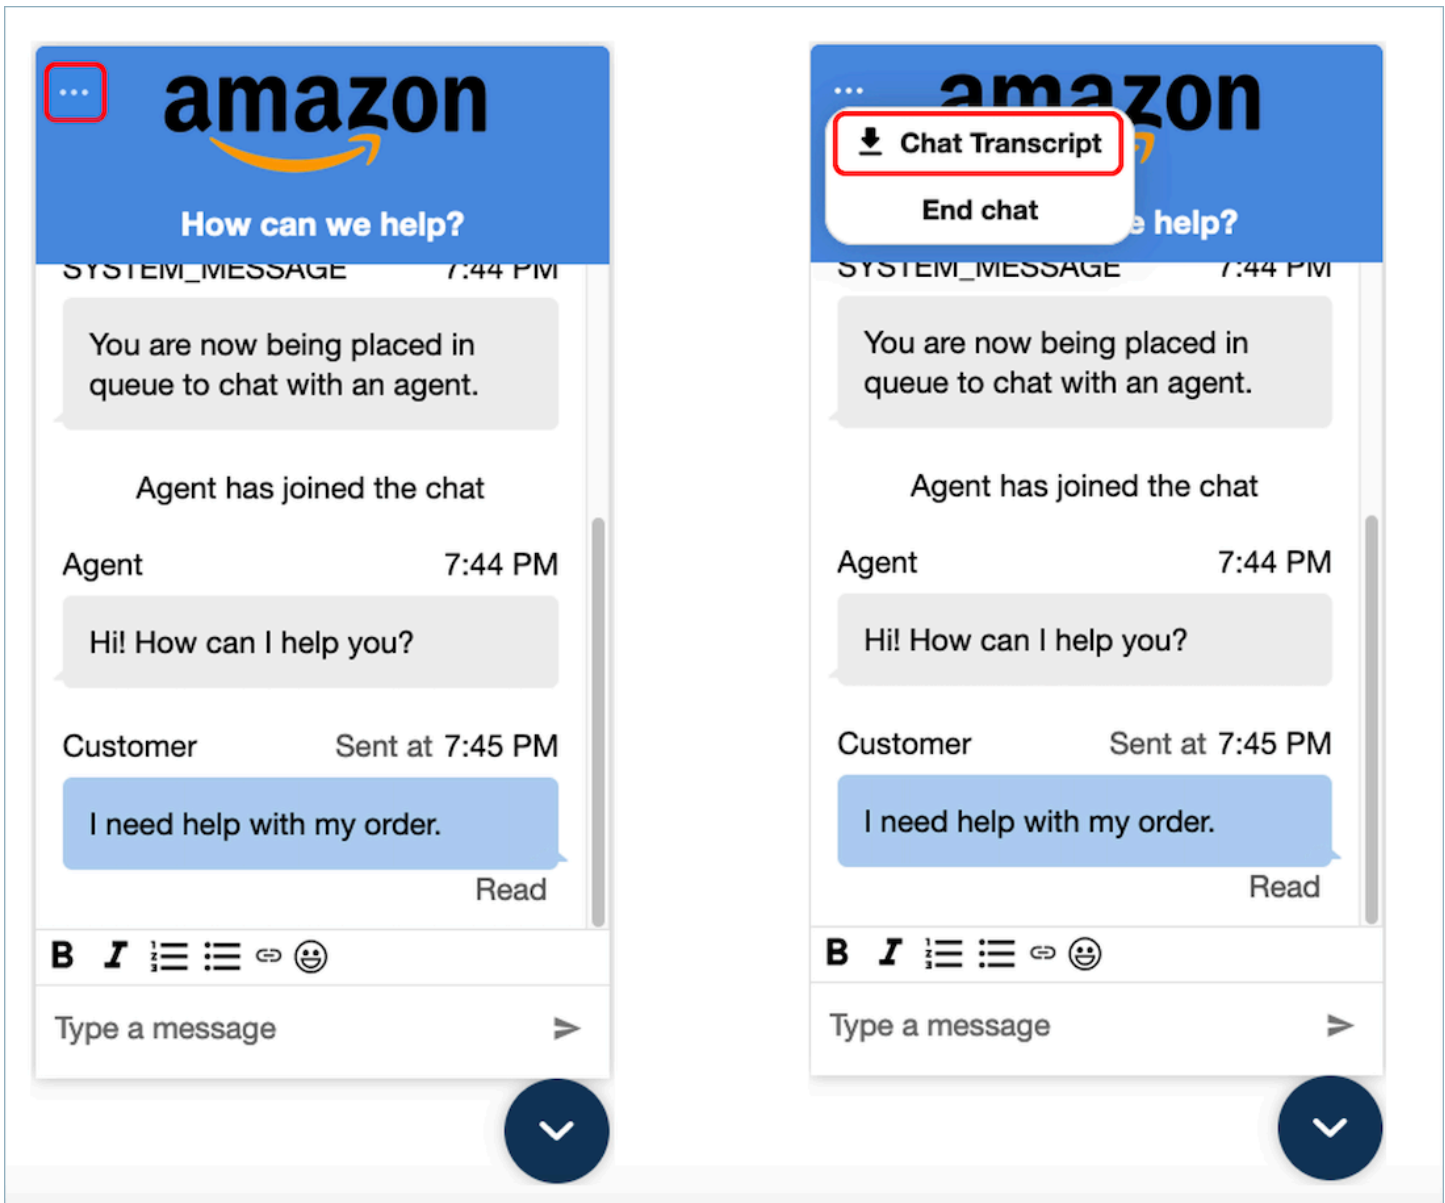 amazon
How can we help?
SYSTEM_MESSAGE 7:44 PM
You are now being placed in
queue to chat with an agent.
Agent has joined the chat
Agent 7:44 PM
Hi! How can I help you?
Customer Sent at 7:45 PM
I need help with my order.
Read
B I
Type a message
amazon
Chat Transcript
End chat
e help?
SYSTEM_MESSAGE 7:44 PM
You are now being placed in
queue to chat with an agent.
Agent has joined the chat
Agent 7:44 PM
Hi! How can I help you?
Customer Sent at 7:45 PM
I need help with my order.
Read
B I
Type a message